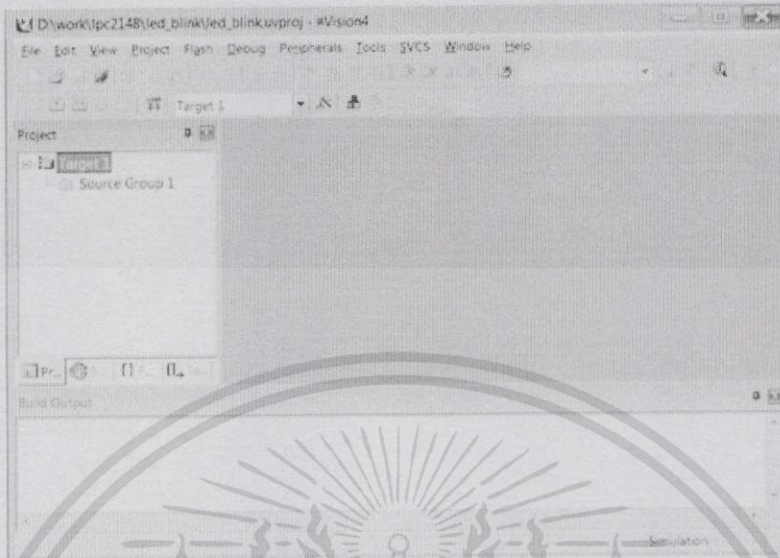 D:\work\lpc2148\led_blink\led_blink.uvproj - µVision4
File Edit View Project Flash Debug Peripherals Tools SVCS Window Help
Target 1
Project
Target 1
Source Group 1
Pr...
Build Output
Simulation